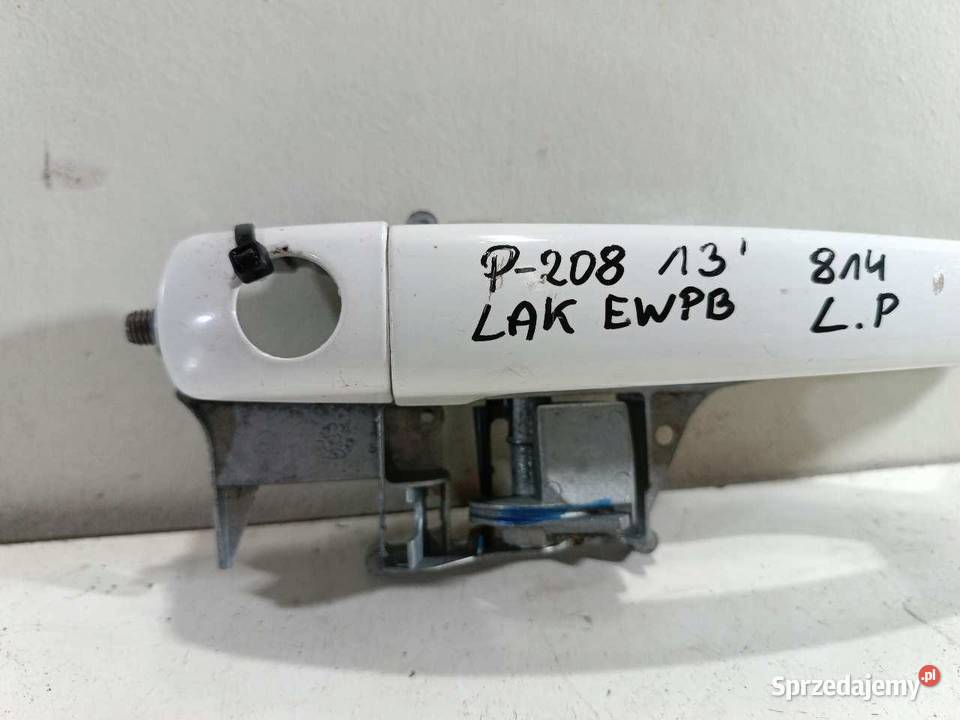 P-208 13' 814
LAK EWPB L.P
Sprzedajemy.pl